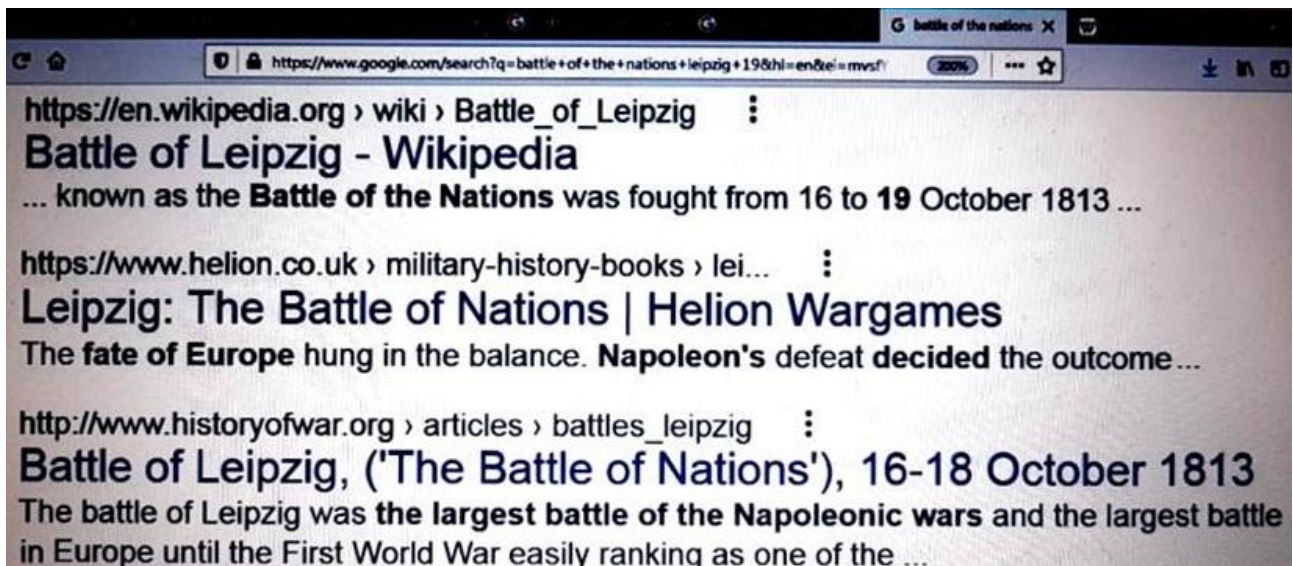 G battle of the nations X
https://www.google.com/search?q=battle+of+the+nations+leipzig+19&hl=en&ei=mvsf 200% ...
https://en.wikipedia.org › wiki › Battle_of_Leipzig
Battle of Leipzig - Wikipedia
... known as the Battle of the Nations was fought from 16 to 19 October 1813 ...
https://www.helion.co.uk › military-history-books › lei...
Leipzig: The Battle of Nations | Helion Wargames
The fate of Europe hung in the balance. Napoleon's defeat decided the outcome...
http://www.historyofwar.org › articles › battles_leipzig
Battle of Leipzig, ('The Battle of Nations'), 16-18 October 1813
The battle of Leipzig was the largest battle of the Napoleonic wars and the largest battle
in Europe until the First World War easily ranking as one of the ...